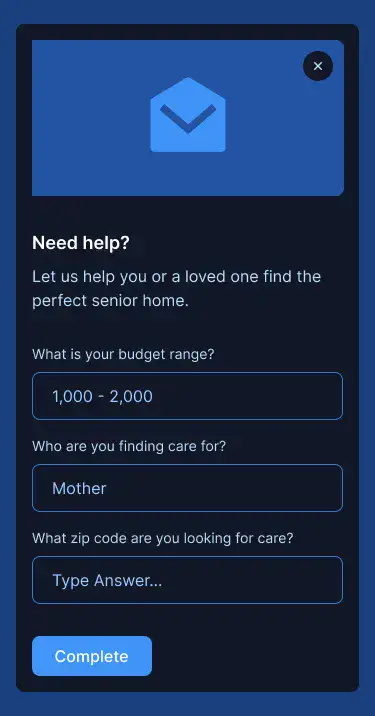 Need help?
Let us help you or a loved one find the
perfect senior home.
What is your budget range?
1,000 - 2,000
Who are you finding care for?
Mother
What zip code are you looking for care?
Type Answer...
Complete